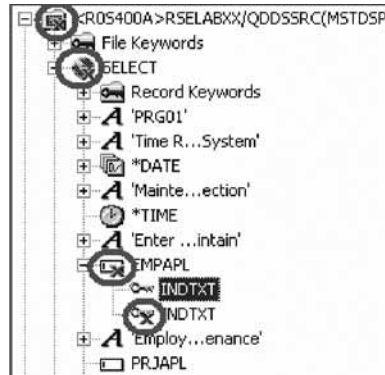 <R05400A>RSELABXX/QDDSSRC(MSTDSP
File Keywords
SELECT
Record Keywords
'PRG01'
'Time R...System'
*DATE
'Mainte...ection'
*TIME
'Enter ...intain'
EMPAPL
INDTXT
INDTXT
'Employ...enance'
PRJAPL